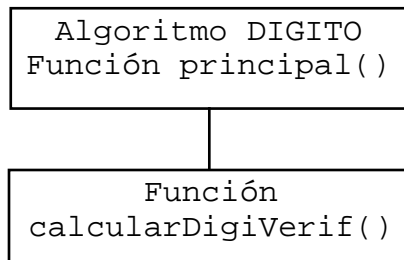 Algoritmo DIGITO
Función principal()
Función
calcularDigiVerif()